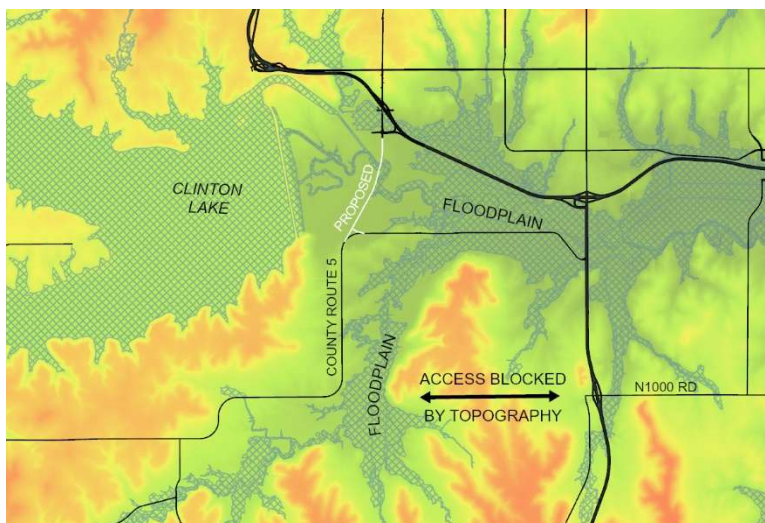 CLINTON
LAKE
PROPOSED
FLOODPLAIN
COUNTY ROUTE 5
FLOODPLAIN
ACCESS BLOCKED
BY TOPOGRAPHY
N1000 RD